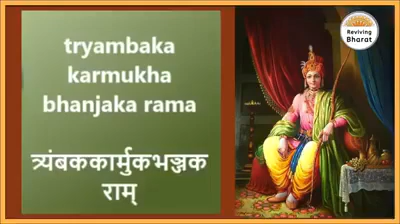 tryambaka
karmukha
bhanjaka rama
त्र्यंबककार्मुकभञ्जक
राम्
Reviving
Bharat